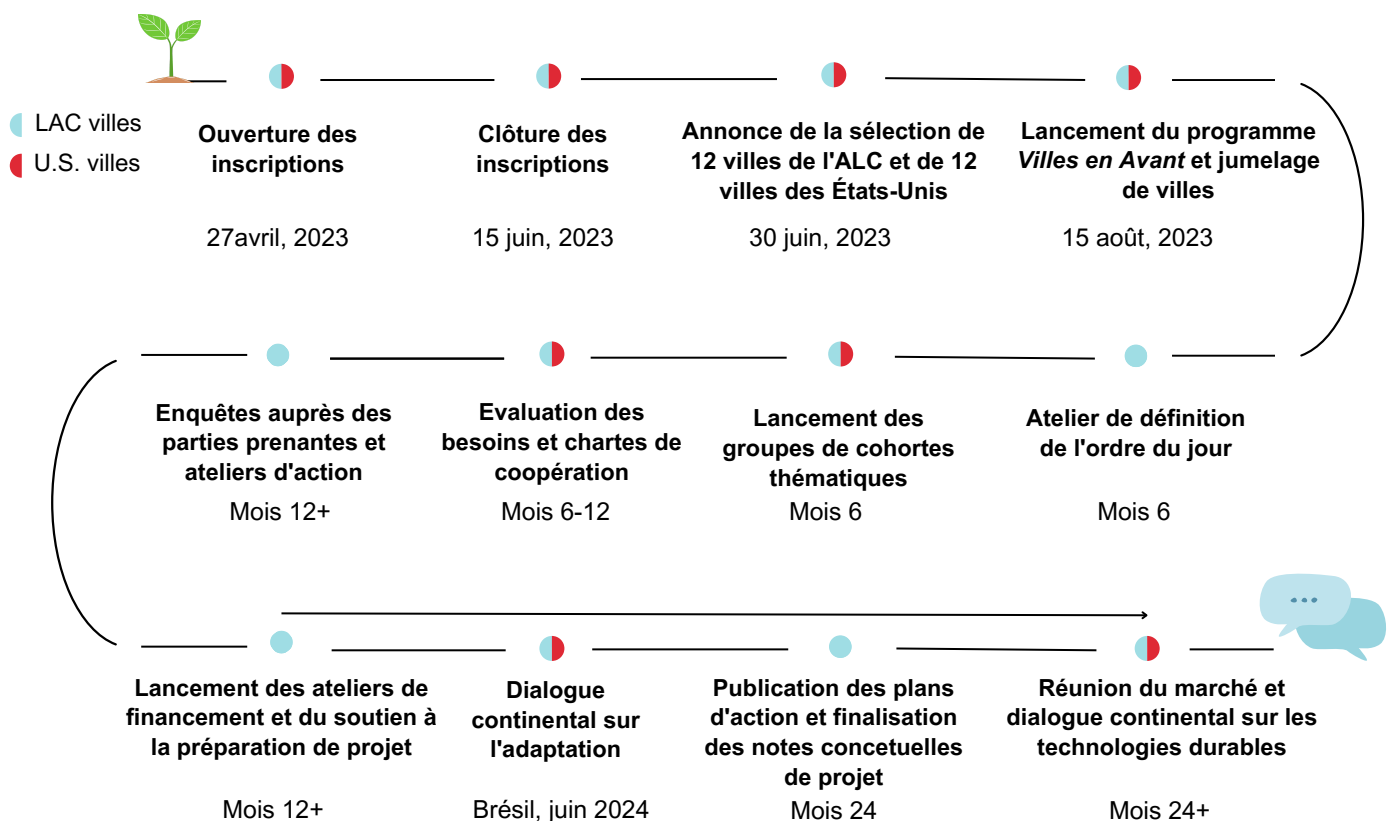 LAC villes
U.S. villes
Ouverture des
inscriptions
27avril, 2023
Clôture des
inscriptions
15 juin, 2023
Annonce de la sélection de
12 villes de l'ALC et de 12
villes des États-Unis
30 juin, 2023
Lancement du programme
Villes en Avant et jumelage
de villes
15 août, 2023
Enquêtes auprès des
parties prenantes et
ateliers d'action
Mois 12+
Evaluation des
besoins et chartes de
coopération
Mois 6-12
Lancement des
groupes de cohortes
thématiques
Mois 6
Atelier de définition
de l'ordre du jour
Mois 6
Lancement des ateliers de
financement et du soutien à
la préparation de projet
Mois 12+
Dialogue
continental sur
l'adaptation
Brésil, juin 2024
Publication des plans
d'action et finalisation
des notes concetuelles
de projet
Mois 24
Réunion du marché et
dialogue continental sur les
technologies durables
Mois 24+